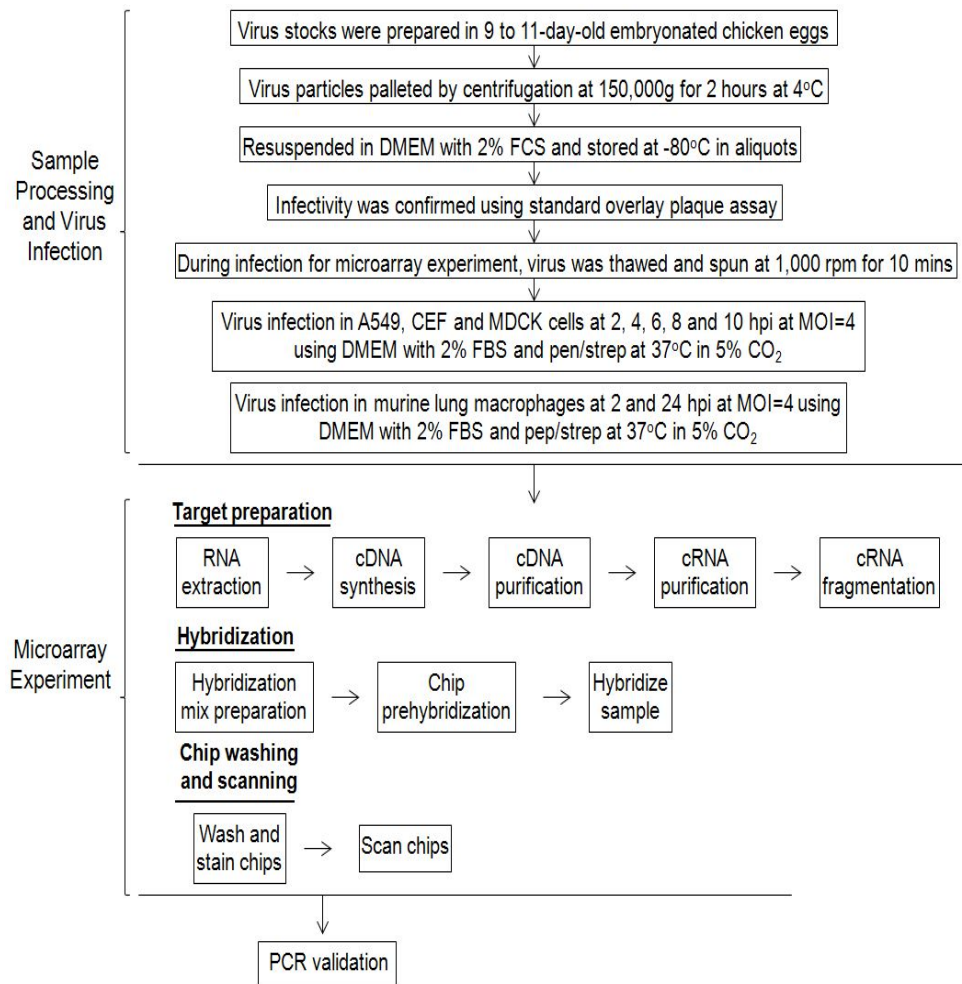 Virus stocks were prepared in 9 to 11-day-old embryonated chicken eggs
Virus particles palleted by centrifugation at 150,000g for 2 hours at 4°C
Resuspended in DMEM with 2% FCS and stored at -80°C in aliquots
Infectivity was confirmed using standard overlay plaque assay
During infection for microarray experiment, virus was thawed and spun at 1,000 rpm for 10 mins
Virus infection in A549, CEF and MDCK cells at 2, 4, 6, 8 and 10 hpi at MOI=4
using DMEM with 2% FBS and pen/strep at 37°C in 5% CO₂
Virus infection in murine lung macrophages at 2 and 24 hpi at MOI=4 using
DMEM with 2% FBS and pep/strep at 37°C in 5% CO₂
Sample
Processing
and Virus
Infection
Microarray
Experiment
Target preparation
RNA
extraction
cDNA
synthesis
cDNA
purification
cRNA
purification
cRNA
fragmentation
Hybridization
Hybridization
mix preparation
Chip
prehybridization
Hybridize
sample
Chip washing
and scanning
Wash and
stain chips
Scan chips
PCR validation